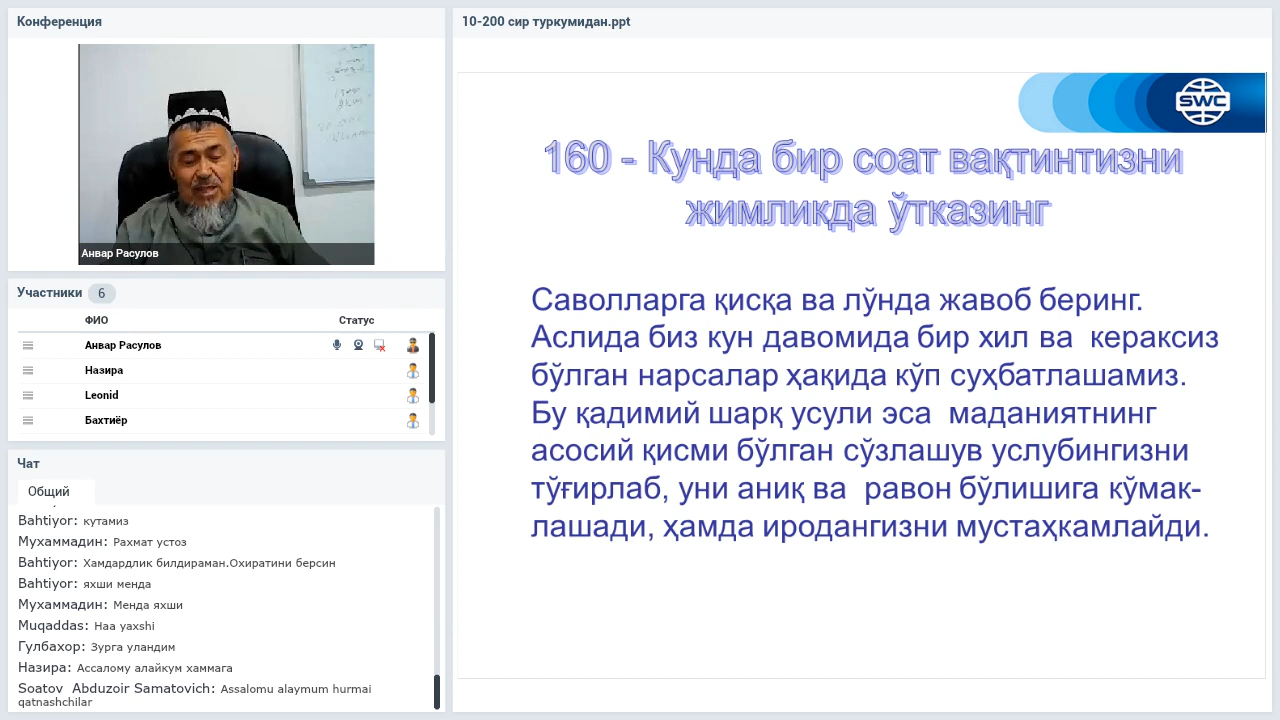 Конференция
Анвар Расулов
Участники 6
ФИО Статус
Анвар Расулов
Назира
Leonid
Бахтиёр
Чат
Общий
Bahtiyor: кутамиз
Мухаммадин: Рахмат устоз
Bahtiyor: Хамдардлик билдираман.Охиратини берсин
Bahtiyor: яхши менда
Мухаммадин: Менда яхши
Muqaddas: Haa yaxshi
Гулбахор: Зурга уландим
Назира: Ассалому алайкум хаммага
Soatov Abduzoir Samatovich: Assalomu alaymum hurmai
qatnashchilar
10-200 сир туркумидан.ppt
SWC
160 - Кунда бир соат вақтинтизни
жимликда ўтказинг
Саволларга қисқа ва лўнда жавоб беринг.
Аслида биз кун давомида бир хил ва кераксиз
бўлган нарсалар ҳақида кўп суҳбатлашамиз.
Бу қадимий шарқ усули эса маданиятнинг
асосий қисми бўлган сўзлашув услубингизни
тўғирлаб, уни аниқ ва равон бўлишига кўмак-
лашади, ҳамда иродангизни мустаҳкамлайди.